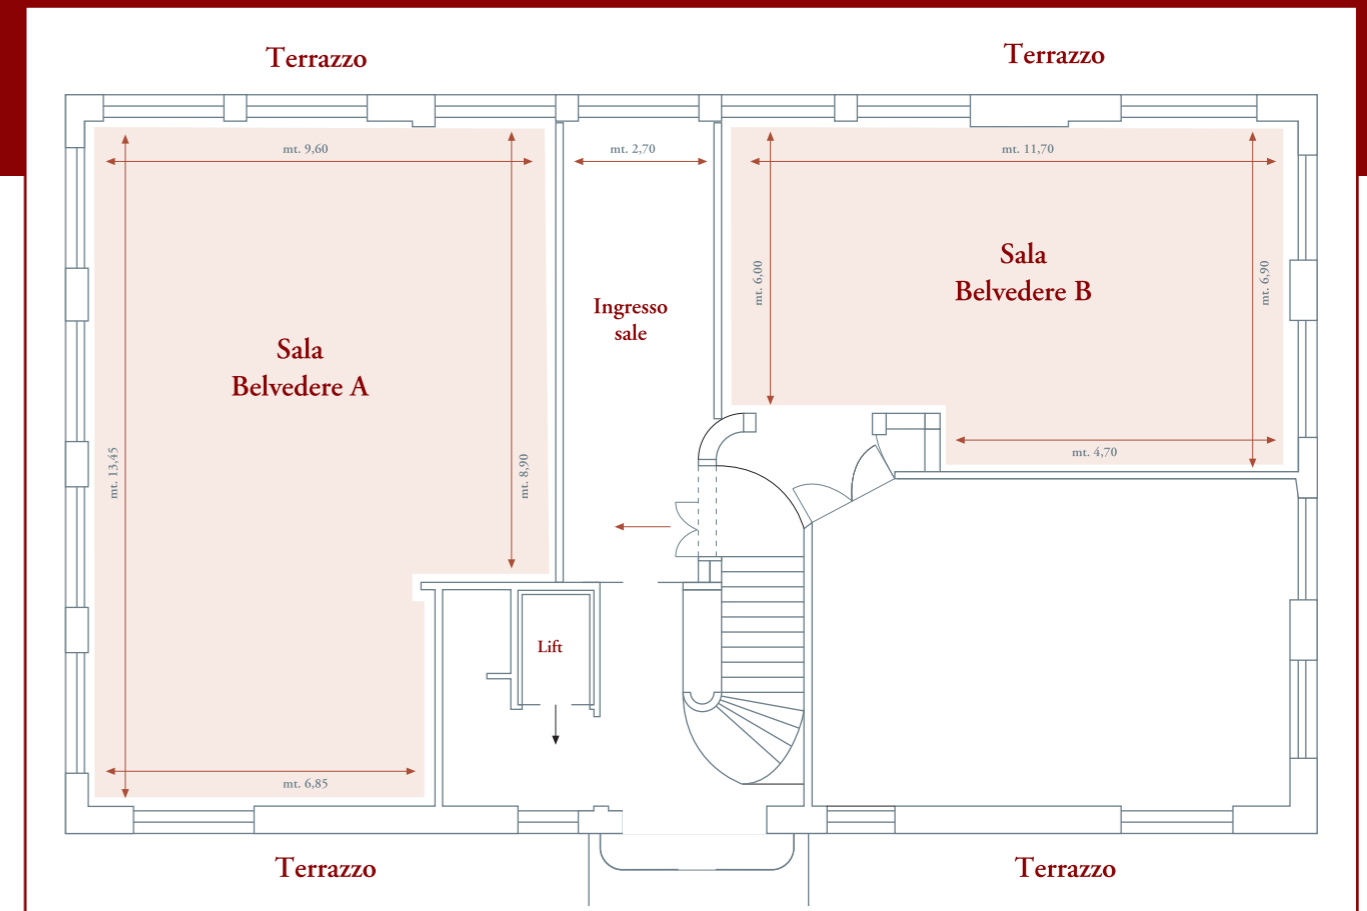 Terrazzo
Terrazzo
mt. 9,60
mt. 2,70
mt. 11,70
mt. 6,00
mt. 6,90
Sala
Belvedere B
Ingresso
sale
Sala
Belvedere A
mt. 13,45
mt. 8,90
mt. 4,70
Lift
mt. 6,85
Terrazzo
Terrazzo